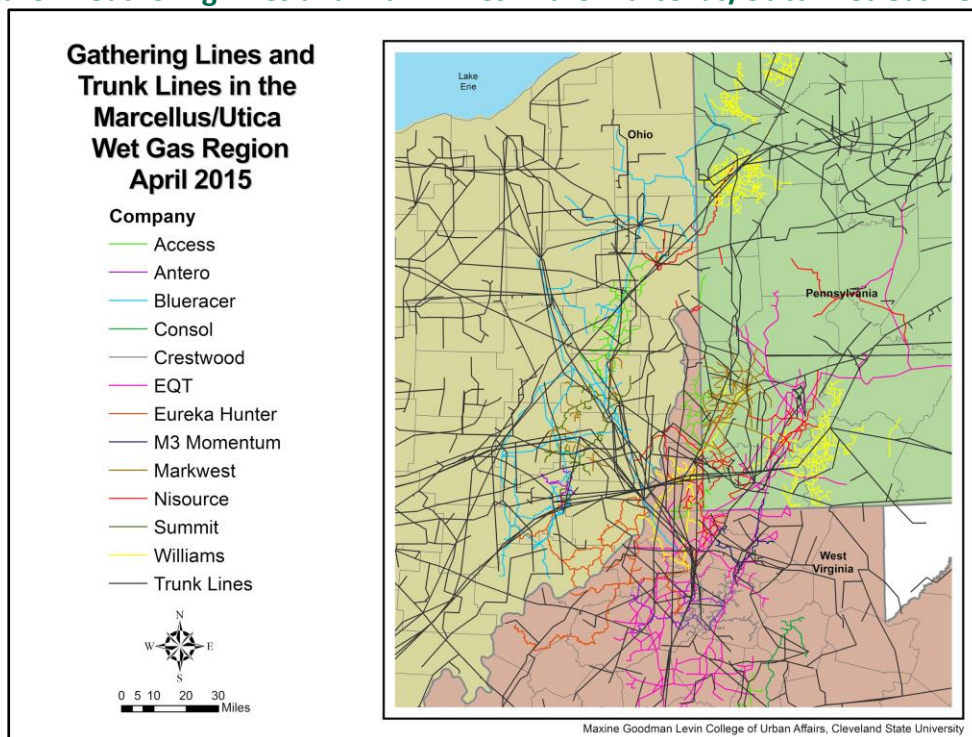 Gathering Lines and
Trunk Lines in the
Marcellus/Utica
Wet Gas Region
April 2015
Company
Access
Antero
Blueracer
Consol
Crestwood
EQT
Eureka Hunter
M3 Momentum
Markwest
Nisource
Summit
Williams
Trunk Lines
N
W E
S
0 5 10 20 30
Miles
Lake
Erie
Ohio
Pennsylvania
West
Virginia
Maxine Goodman Levin College of Urban Affairs, Cleveland State University